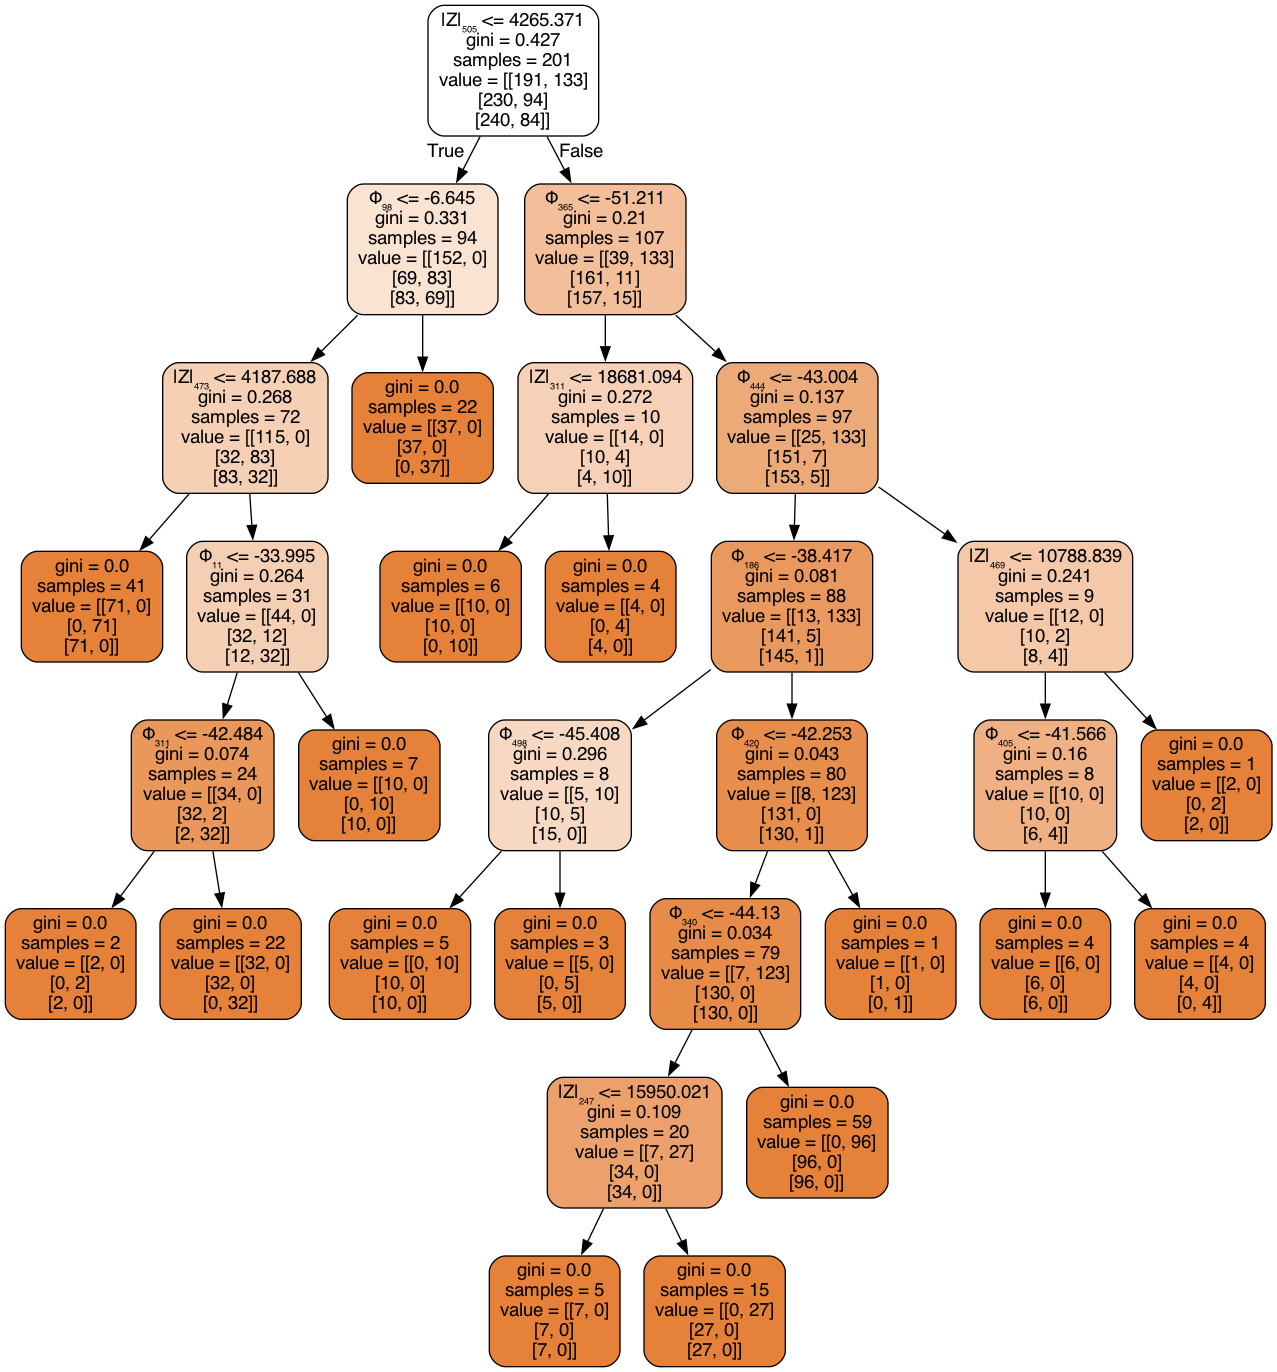 |Z|₅₀₅ <= 4265.371
gini = 0.427
samples = 201
value = [[191, 133]
[230, 94]
[240, 84]]
True
False
Φ₉₈ <= -6.645
gini = 0.331
samples = 94
value = [[152, 0]
[69, 83]
[83, 69]]
Φ₃₆₅ <= -51.211
gini = 0.21
samples = 107
value = [[39, 133]
[161, 11]
[157, 15]]
|Z|₄₇₃ <= 4187.688
gini = 0.268
samples = 72
value = [[115, 0]
[32, 83]
[83, 32]]
gini = 0.0
samples = 22
value = [[37, 0]
[37, 0]
[0, 37]]
|Z|₃₁₁ <= 18681.094
gini = 0.272
samples = 10
value = [[14, 0]
[10, 4]
[4, 10]]
Φ₄₄₄ <= -43.004
gini = 0.137
samples = 97
value = [[25, 133]
[151, 7]
[153, 5]]
gini = 0.0
samples = 41
value = [[71, 0]
[0, 71]
[71, 0]]
Φ₁₁ <= -33.995
gini = 0.264
samples = 31
value = [[44, 0]
[32, 12]
[12, 32]]
gini = 0.0
samples = 6
value = [[10, 0]
[10, 0]
[0, 10]]
gini = 0.0
samples = 4
value = [[4, 0]
[0, 4]
[4, 0]]
Φ₁₈₆ <= -38.417
gini = 0.081
samples = 88
value = [[13, 133]
[141, 5]
[145, 1]]
|Z|₄₆₉ <= 10788.839
gini = 0.241
samples = 9
value = [[12, 0]
[10, 2]
[8, 4]]
Φ₃₁₁ <= -42.484
gini = 0.074
samples = 24
value = [[34, 0]
[32, 2]
[2, 32]]
gini = 0.0
samples = 7
value = [[10, 0]
[0, 10]
[10, 0]]
Φ₄₉₈ <= -45.408
gini = 0.296
samples = 8
value = [[5, 10]
[10, 5]
[15, 0]]
Φ₄₂₀ <= -42.253
gini = 0.043
samples = 80
value = [[8, 123]
[131, 0]
[130, 1]]
Φ₄₀₅ <= -41.566
gini = 0.16
samples = 8
value = [[10, 0]
[10, 0]
[6, 4]]
gini = 0.0
samples = 1
value = [[2, 0]
[0, 2]
[2, 0]]
gini = 0.0
samples = 2
value = [[2, 0]
[0, 2]
[2, 0]]
gini = 0.0
samples = 22
value = [[32, 0]
[32, 0]
[0, 32]]
gini = 0.0
samples = 5
value = [[0, 10]
[10, 0]
[10, 0]]
gini = 0.0
samples = 3
value = [[5, 0]
[0, 5]
[5, 0]]
Φ₃₄₀ <= -44.13
gini = 0.034
samples = 79
value = [[7, 123]
[130, 0]
[130, 0]]
gini = 0.0
samples = 1
value = [[1, 0]
[1, 0]
[0, 1]]
gini = 0.0
samples = 4
value = [[6, 0]
[6, 0]
[6, 0]]
gini = 0.0
samples = 4
value = [[4, 0]
[4, 0]
[0, 4]]
|Z|₂₄₇ <= 15950.021
gini = 0.109
samples = 20
value = [[7, 27]
[34, 0]
[34, 0]]
gini = 0.0
samples = 59
value = [[0, 96]
[96, 0]
[96, 0]]
gini = 0.0
samples = 5
value = [[7, 0]
[7, 0]
[7, 0]]
gini = 0.0
samples = 15
value = [[0, 27]
[27, 0]
[27, 0]]